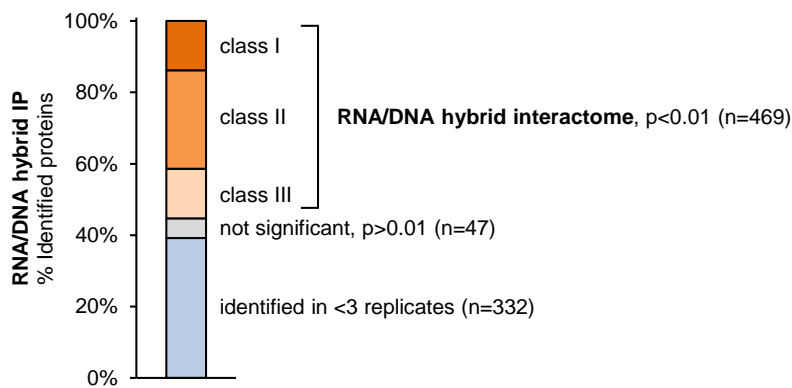 RNA/DNA hybrid IP
% Identified proteins
100%
80%
60%
40%
20%
0%
class I
class II
class III
RNA/DNA hybrid interactome, p<0.01 (n=469)
not significant, p>0.01 (n=47)
identified in <3 replicates (n=332)